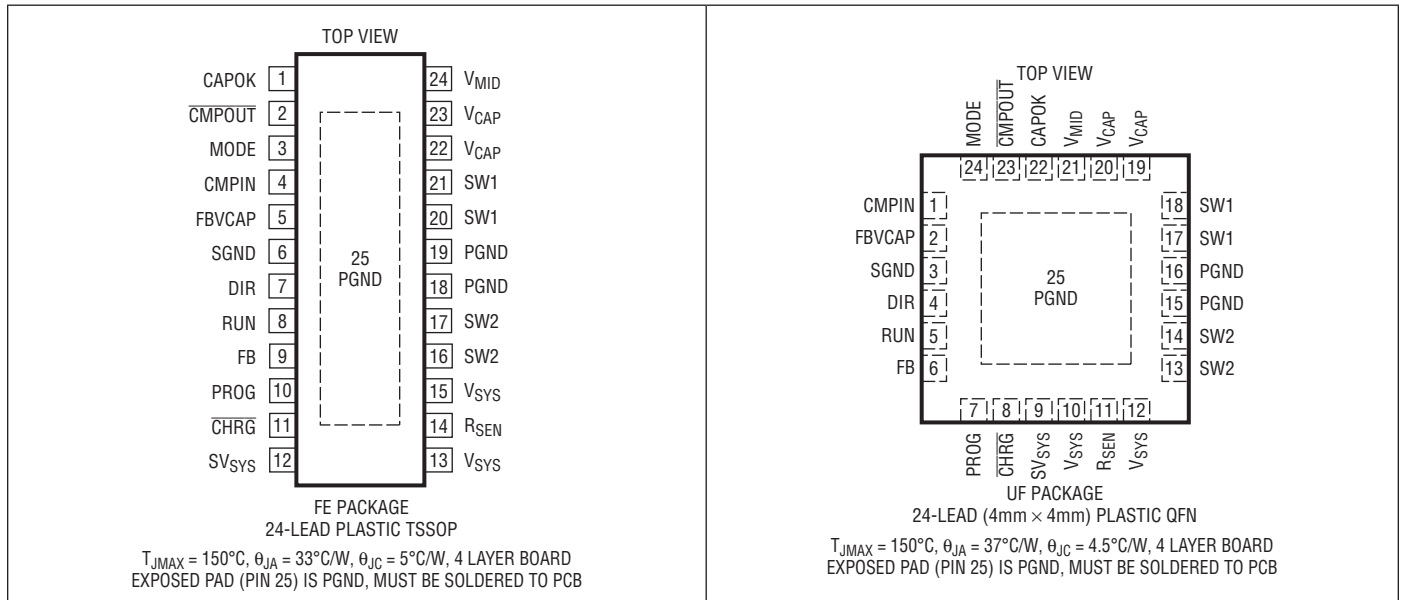 TOP VIEW
CAPOK 1 24 VMID
CMPOUT 2 23 VCAP
MODE 3 22 VCAP
CMPIN 4 21 SW1
FBVCAP 5 20 SW1
SGND 6 19 PGND
25
PGND
DIR 7 18 PGND
RUN 8 17 SW2
FB 9 16 SW2
PROG 10 15 VSYS
CHRG 11 14 RSEN
SVSYS 12 13 VSYS
FE PACKAGE
24-LEAD PLASTIC TSSOP
TJMAX = 150°C, θJA = 33°C/W, θJC = 5°C/W, 4 LAYER BOARD
EXPOSED PAD (PIN 25) IS PGND, MUST BE SOLDERED TO PCB
TOP VIEW
MODE CMPOUT CAPOK VMID VCAP VCAP
24 23 22 21 20 19
CMPIN 1 18 SW1
FBVCAP 2 17 SW1
SGND 3 16 PGND
25
PGND
DIR 4 15 PGND
RUN 5 14 SW2
FB 6 13 SW2
7 8 9 10 11 12
PROG CHRG SVSYS VSYS RSEN VSYS
UF PACKAGE
24-LEAD (4mm × 4mm) PLASTIC QFN
TJMAX = 150°C, θJA = 37°C/W, θJC = 4.5°C/W, 4 LAYER BOARD
EXPOSED PAD (PIN 25) IS PGND, MUST BE SOLDERED TO PCB